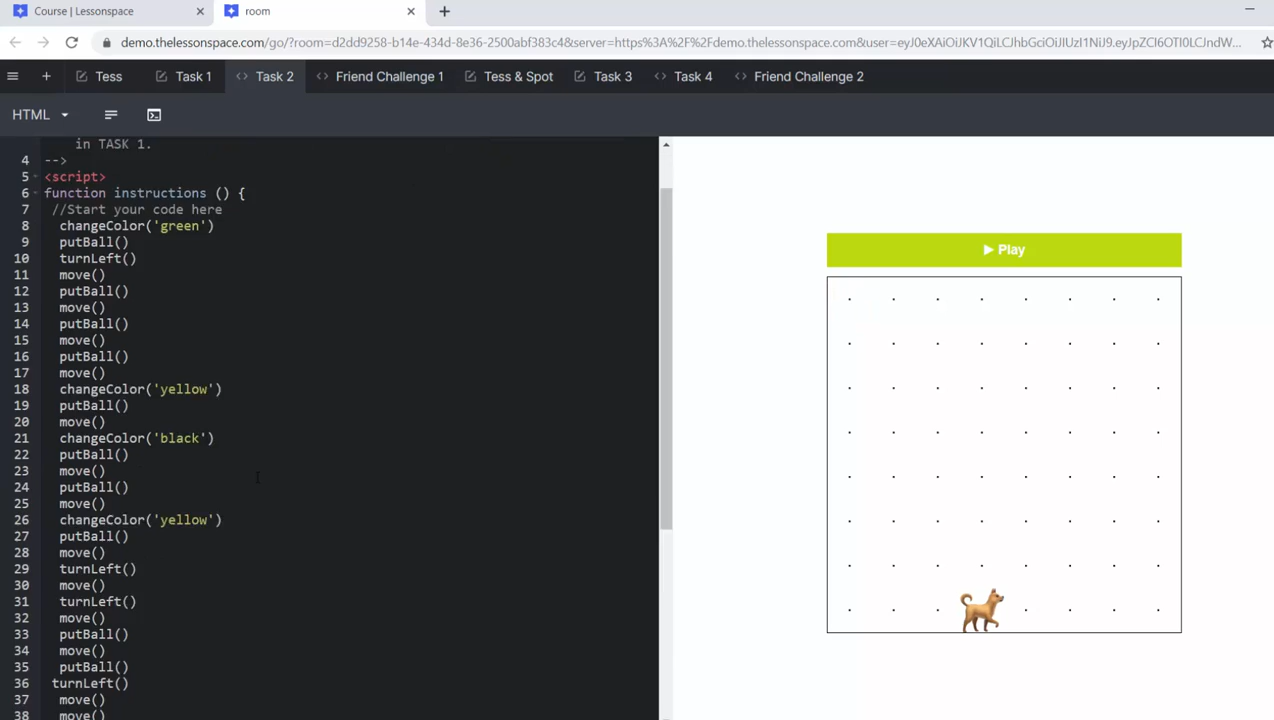 Course | Lessonspace
room
demo.thelessonspace.com/go/?room=d2dd9258-b14e-434d-8e36-2500abf383c4&server=https%3A%2F%2Fdemo.thelessonspace.com&user=eyJ0eXAiOiJKV1QiLCJhbGciOiJIUzI1NiJ9.eyJpZCI6OTI0LCJndW...
Tess
Task 1
Task 2
Friend Challenge 1
Tess & Spot
Task 3
Task 4
Friend Challenge 2
HTML
in TASK 1.
4 -->
5 <script>
6 function instructions () {
7 //Start your code here
8 changeColor('green')
9 putBall()
10 turnLeft()
11 move()
12 putBall()
13 move()
14 putBall()
15 move()
16 putBall()
17 move()
18 changeColor('yellow')
19 putBall()
20 move()
21 changeColor('black')
22 putBall()
23 move()
24 putBall()
25 move()
26 changeColor('yellow')
27 putBall()
28 move()
29 turnLeft()
30 move()
31 turnLeft()
32 move()
33 putBall()
34 move()
35 putBall()
36 turnLeft()
37 move()
38 move()
Play